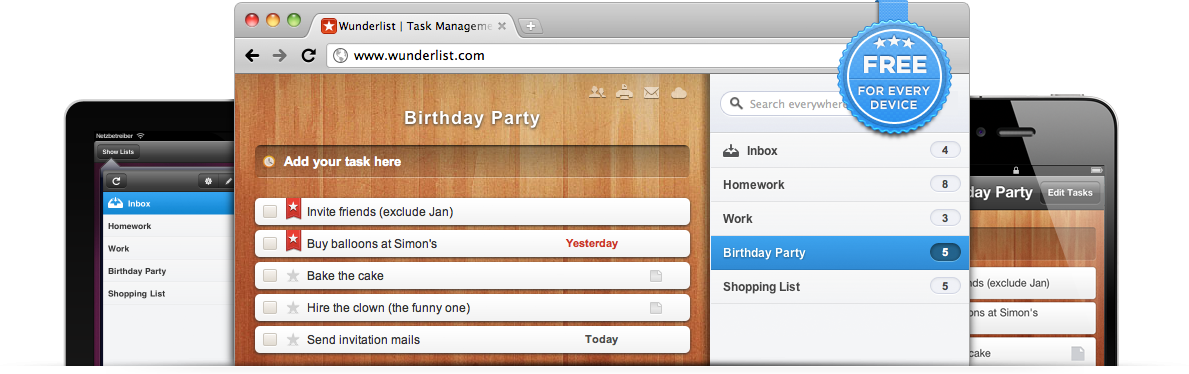 Wunderlist | Task Manageme
www.wunderlist.com
FREE
FOR EVERY
DEVICE
Netzbetreiber
Show Lists
Inbox
Homework
Work
Birthday Party
Shopping List
Birthday Party
Add your task here
Invite friends (exclude Jan)
Buy balloons at Simon's Yesterday
Bake the cake
Hire the clown (the funny one)
Send invitation mails Today
Search everywhere
Inbox 4
Homework 8
Work 3
Birthday Party 5
Shopping List 5
day Party Edit Tasks
ds (exclude Jan)
ns at Simon's
cake